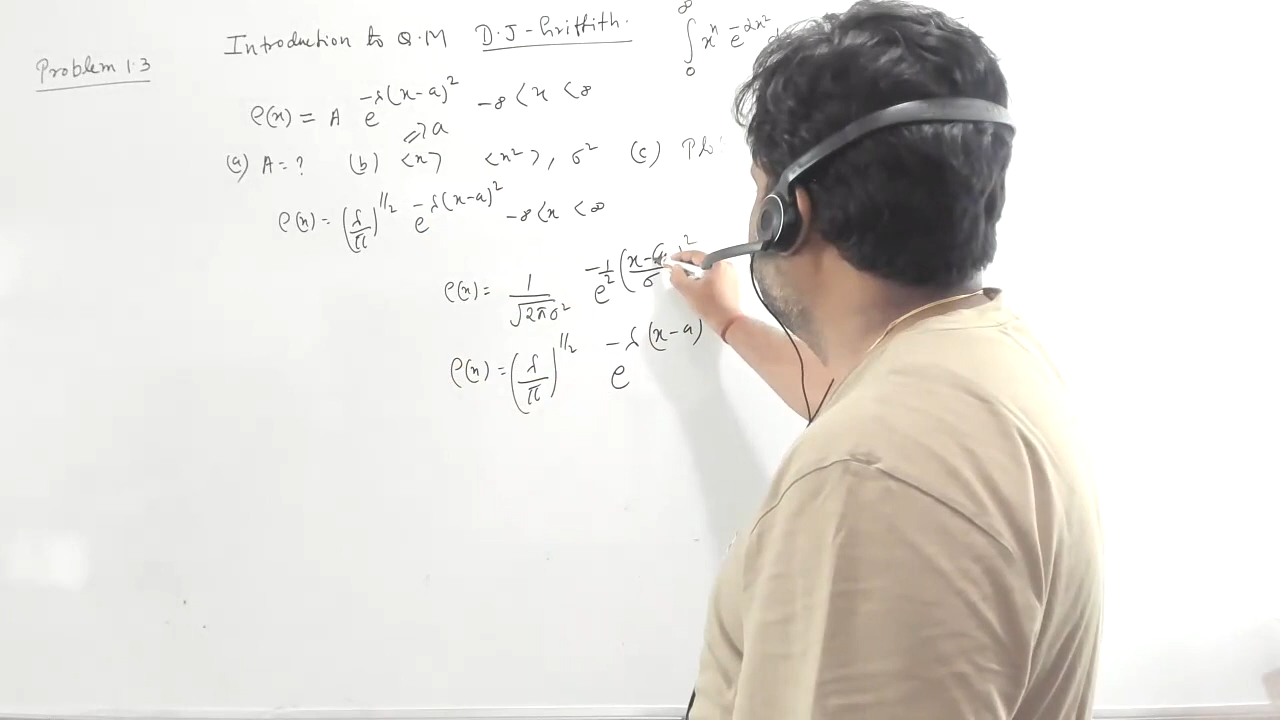 Introduction to Q.M D.J-Griffith.
Problem 1.3
∫₀^∞ xⁿ e^{-αx²}
ρ(x) = A e^{-λ(x-a)²} -∞ < x < ∞
(a) A = ? (b) <x> ⇒ a <x²>, σ² (c)
ρ(x) = (λ/π)^{1/2} e^{-λ(x-a)²} -∞ < x < ∞
ρ(x) = 1/√(2πσ²) e^{-1/2 ((x-a)/σ)²}
ρ(x) = (λ/π)^{1/2} e^{-λ(x-a)}